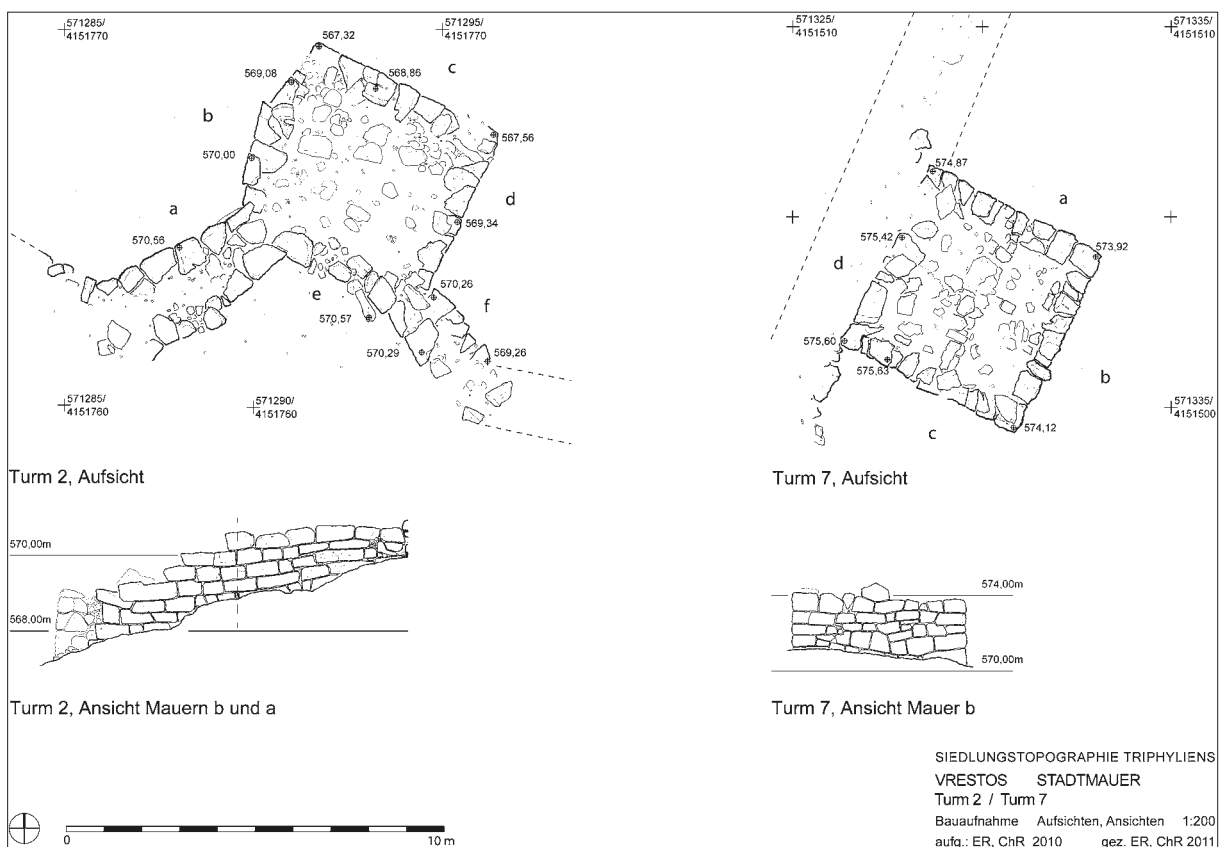 571285/
4151770
571295/
4151770
567,32
569,08
568,86
c
b
567,56
570,00
d
a
569,34
570,56
570,26
e
f
570,57
570,29
569,26
571285/
4151760
571290/
4151760
Turm 2, Aufsicht
571325/
4151510
571335/
4151510
574,87
a
575,42
573,92
d
575,60
575,63
b
571335/
4151500
574,12
c
Turm 7, Aufsicht
570,00m
568,00m
Turm 2, Ansicht Mauern b und a
574,00m
570,00m
Turm 7, Ansicht Mauer b
0
10 m
SIEDLUNGSTOPOGRAPHIE TRIPHYLIENS
VRESTOS STADTMAUER
Turm 2 / Turm 7
Bauaufnahme Aufsichten, Ansichten 1:200
aufg.: ER, ChR 2010 gez. ER, ChR 2011